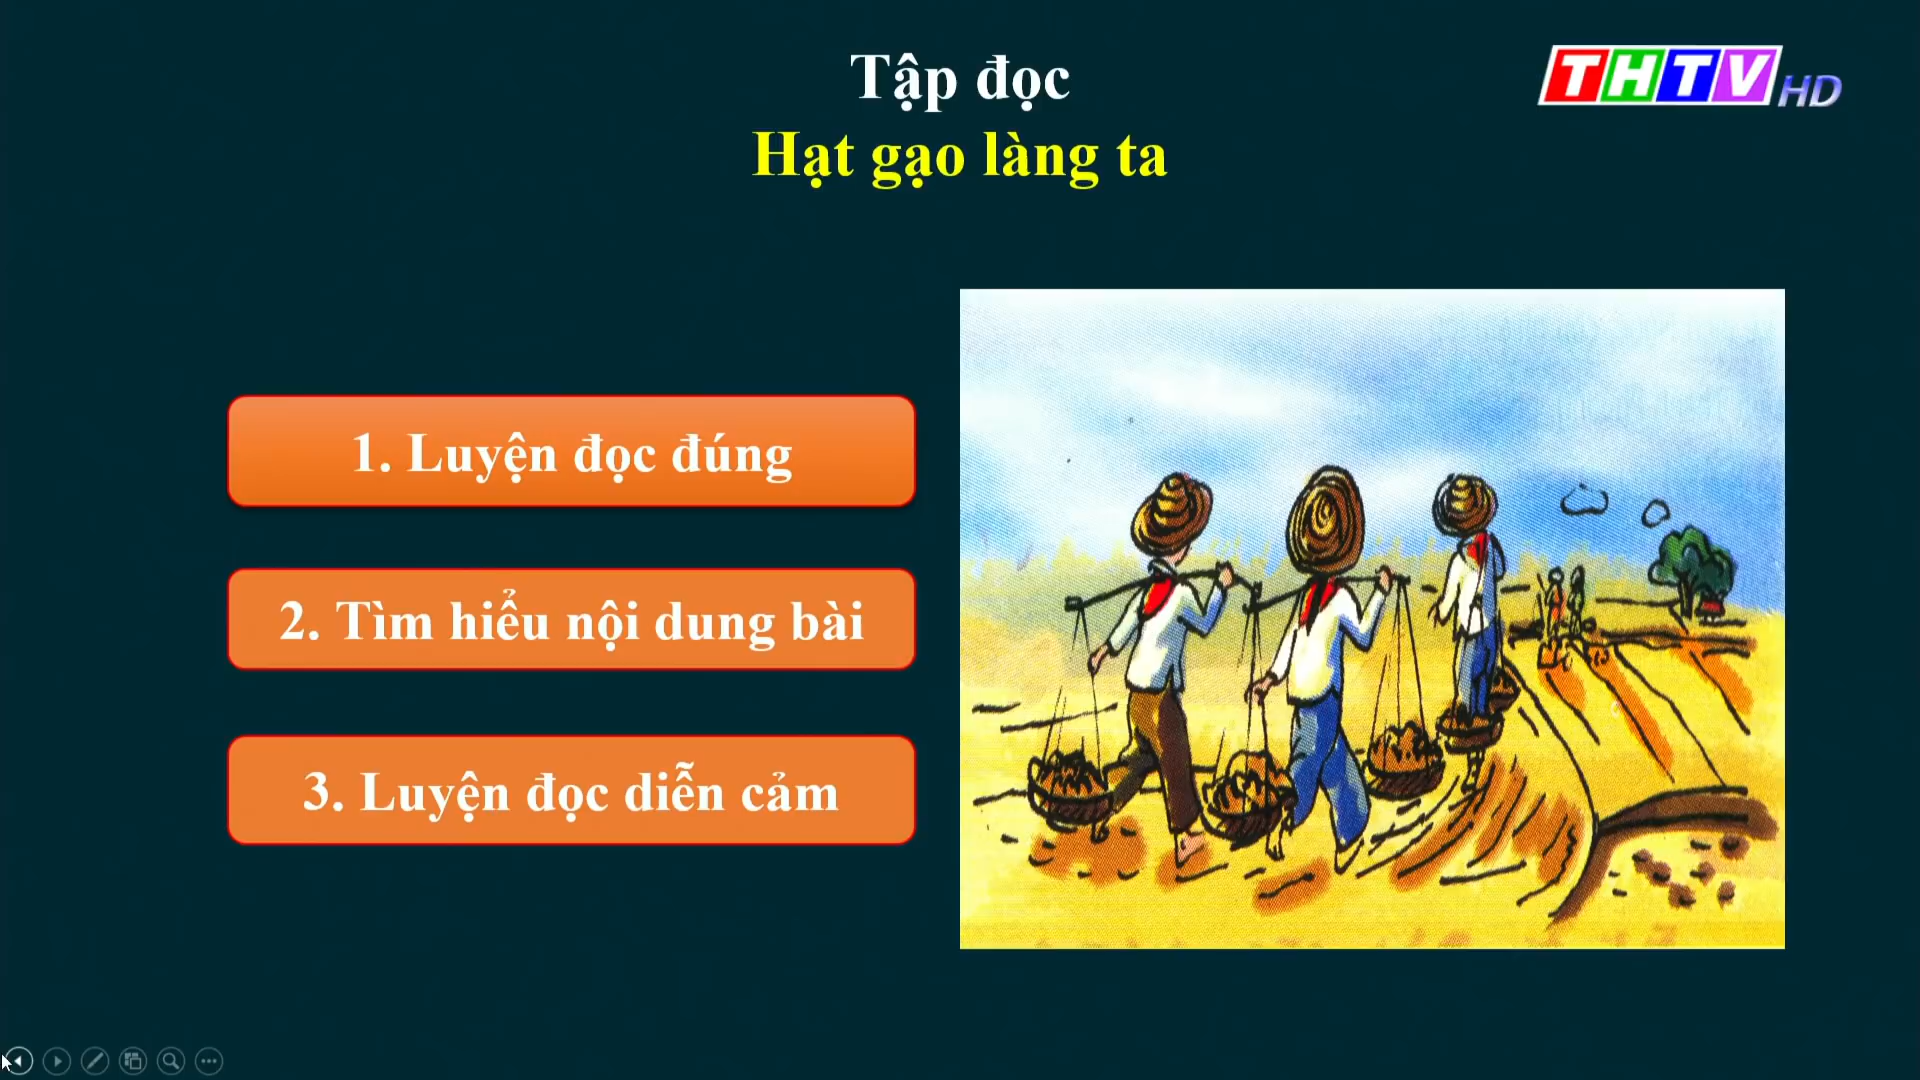 Tập đọc
Hạt gạo làng ta
THTV HD
1. Luyện đọc đúng
2. Tìm hiểu nội dung bài
3. Luyện đọc diễn cảm